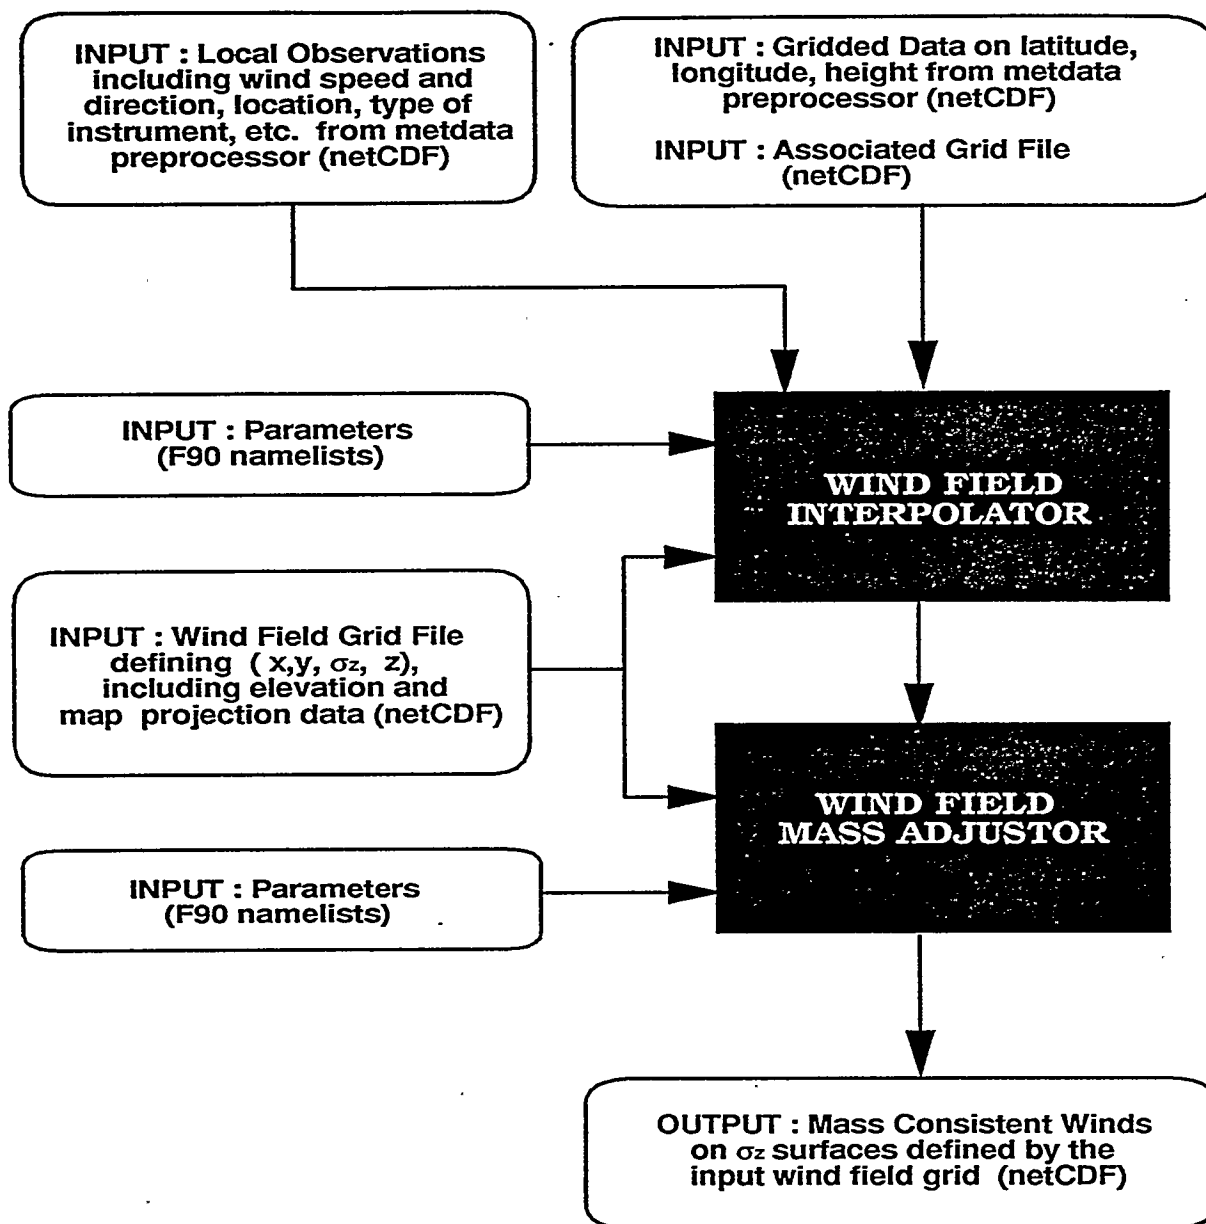 INPUT : Local Observations
including wind speed and
direction, location, type of
instrument, etc. from metdata
preprocessor (netCDF)
INPUT : Gridded Data on latitude,
longitude, height from metdata
preprocessor (netCDF)
INPUT : Associated Grid File
(netCDF)
INPUT : Parameters
(F90 namelists)
WIND FIELD
INTERPOLATOR
INPUT : Wind Field Grid File
defining ( x,y, σz, z),
including elevation and
map projection data (netCDF)
WIND FIELD
MASS ADJUSTOR
INPUT : Parameters
(F90 namelists)
OUTPUT : Mass Consistent Winds
on σz surfaces defined by the
input wind field grid (netCDF)